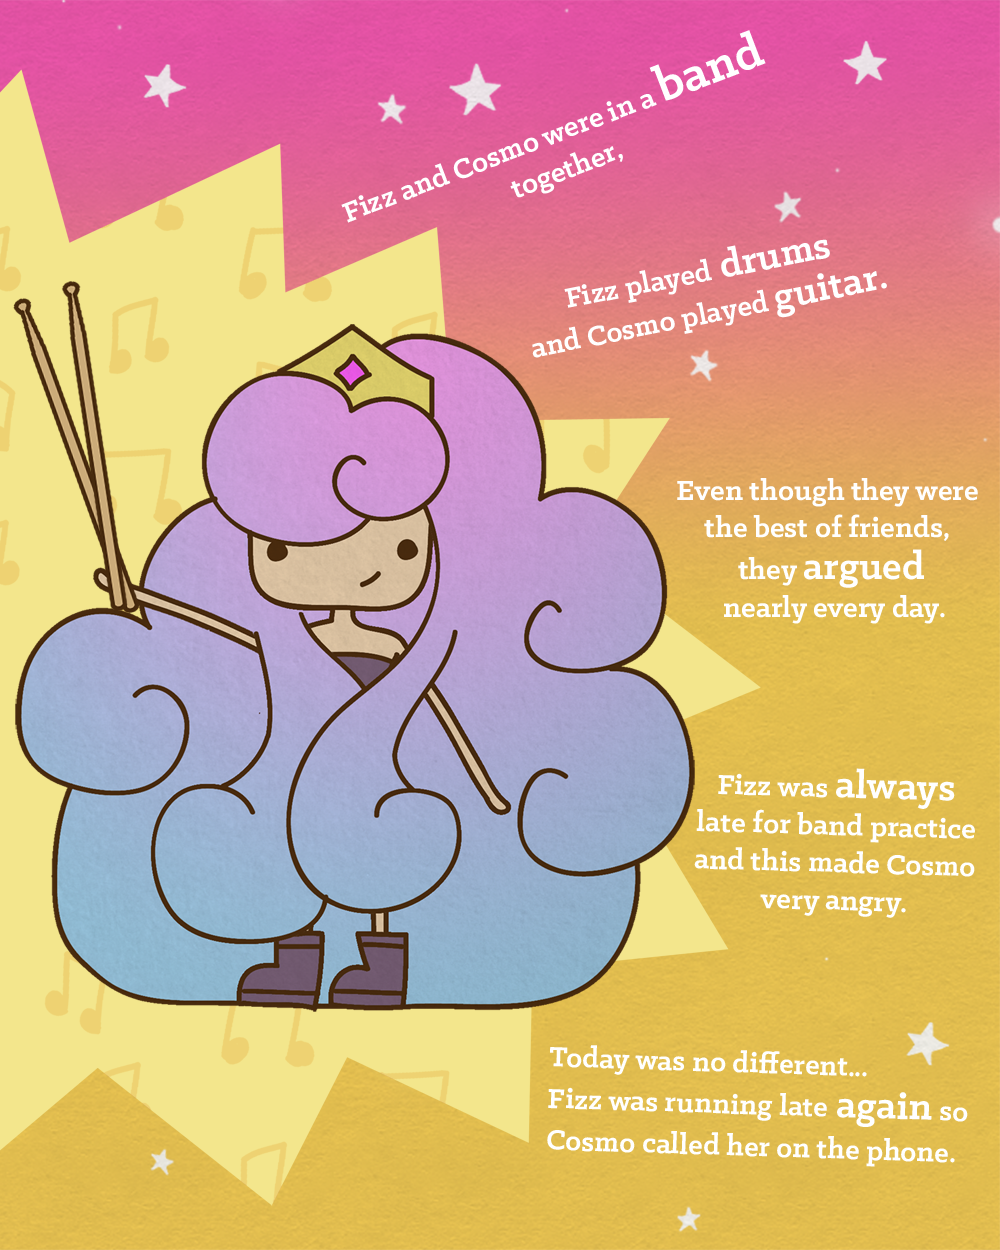 Fizz and Cosmo were in a band
together,
Fizz played drums
and Cosmo played guitar.
Even though they were
the best of friends,
they argued
nearly every day.
Fizz was always
late for band practice
and this made Cosmo
very angry.
Today was no different...
Fizz was running late again so
Cosmo called her on the phone.